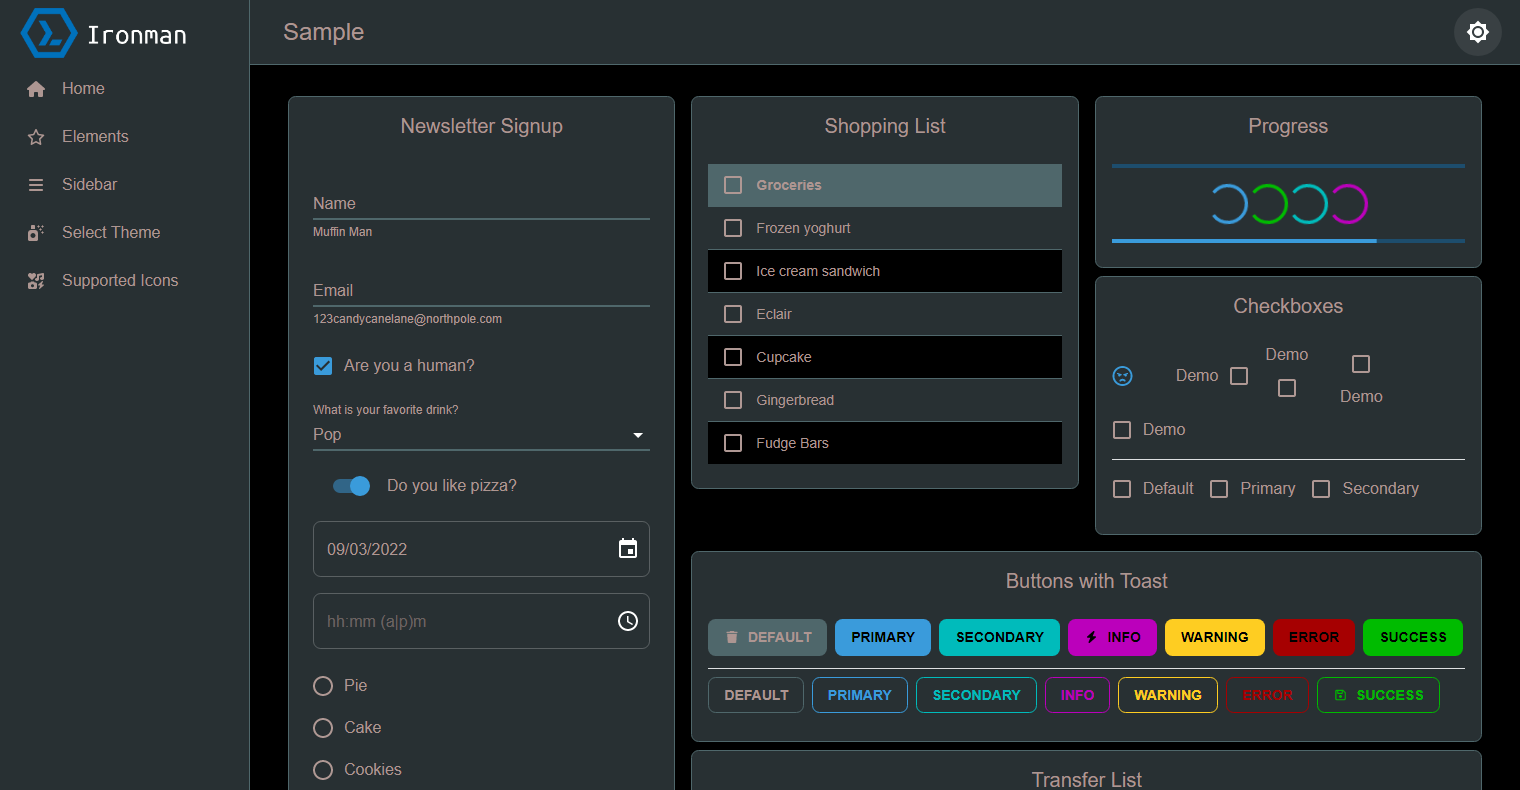 Ironman
Home
Elements
Sidebar
Select Theme
Supported Icons
Sample
Newsletter Signup
Name
Muffin Man
Email
123candycanelane@northpole.com
Are you a human?
What is your favorite drink?
Pop
Do you like pizza?
09/03/2022
hh:mm (a|p)m
Pie
Cake
Cookies
Shopping List
Groceries
Frozen yoghurt
Ice cream sandwich
Eclair
Cupcake
Gingerbread
Fudge Bars
Progress
Checkboxes
Demo
Demo
Demo
Demo
Default Primary Secondary
Buttons with Toast
DEFAULT PRIMARY SECONDARY INFO WARNING ERROR SUCCESS
DEFAULT PRIMARY SECONDARY INFO WARNING ERROR SUCCESS
Transfer List